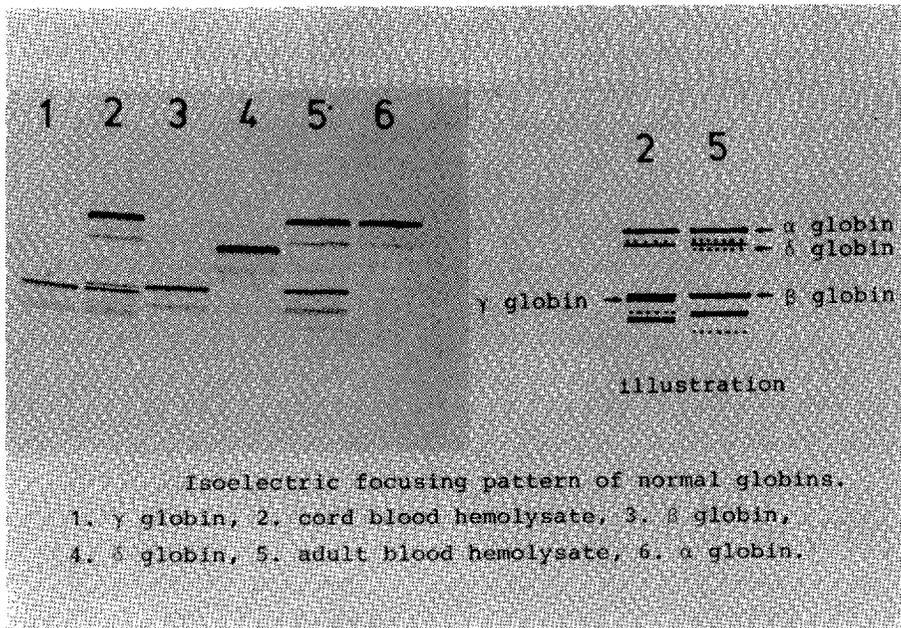 1 2 3 4 5 6
2 5
α globin
δ globin
γ globin
β globin
illustration
Isoelectric focusing pattern of normal globins.
1. γ globin, 2. cord blood hemolysate, 3. β globin,
4. δ globin, 5. adult blood hemolysate, 6. α globin.